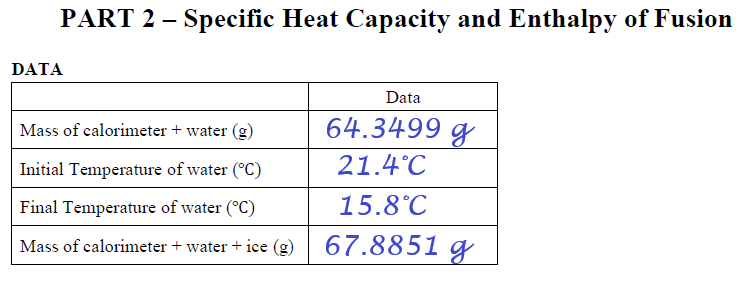 PART 2 – Specific Heat Capacity and Enthalpy of Fusion
DATA
Data
Mass of calorimeter + water (g) 64.3499 g
Initial Temperature of water (°C) 21.4°C
Final Temperature of water (°C) 15.8°C
Mass of calorimeter + water + ice (g) 67.8851 g